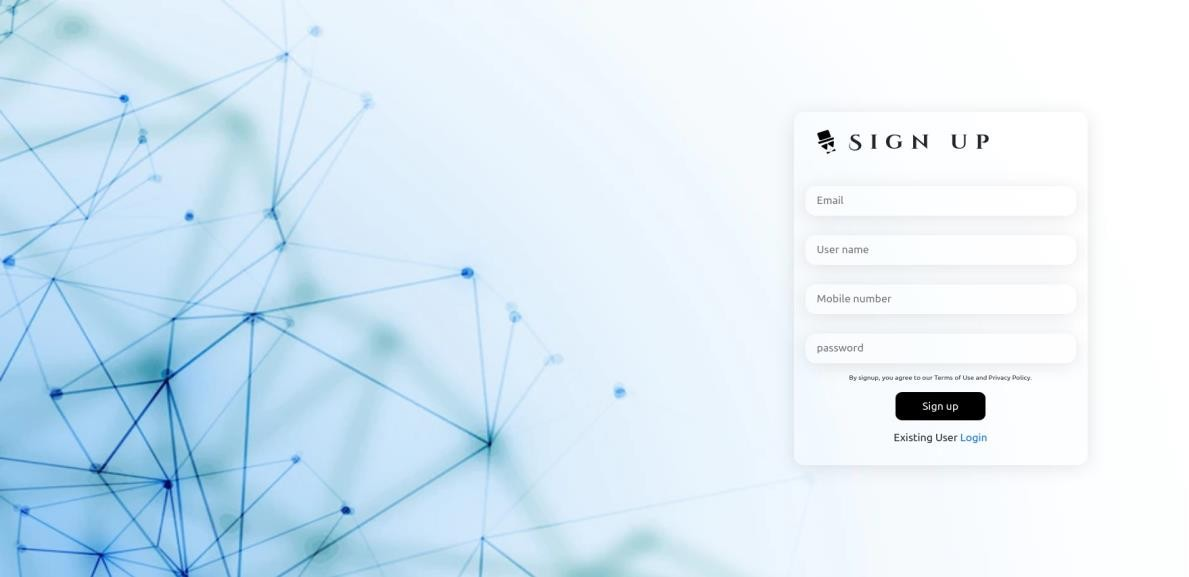 SIGN UP
Email
User name
Mobile number
password
By signup, you agree to our Terms of Use and Privacy Policy.
Sign up
Existing User Login